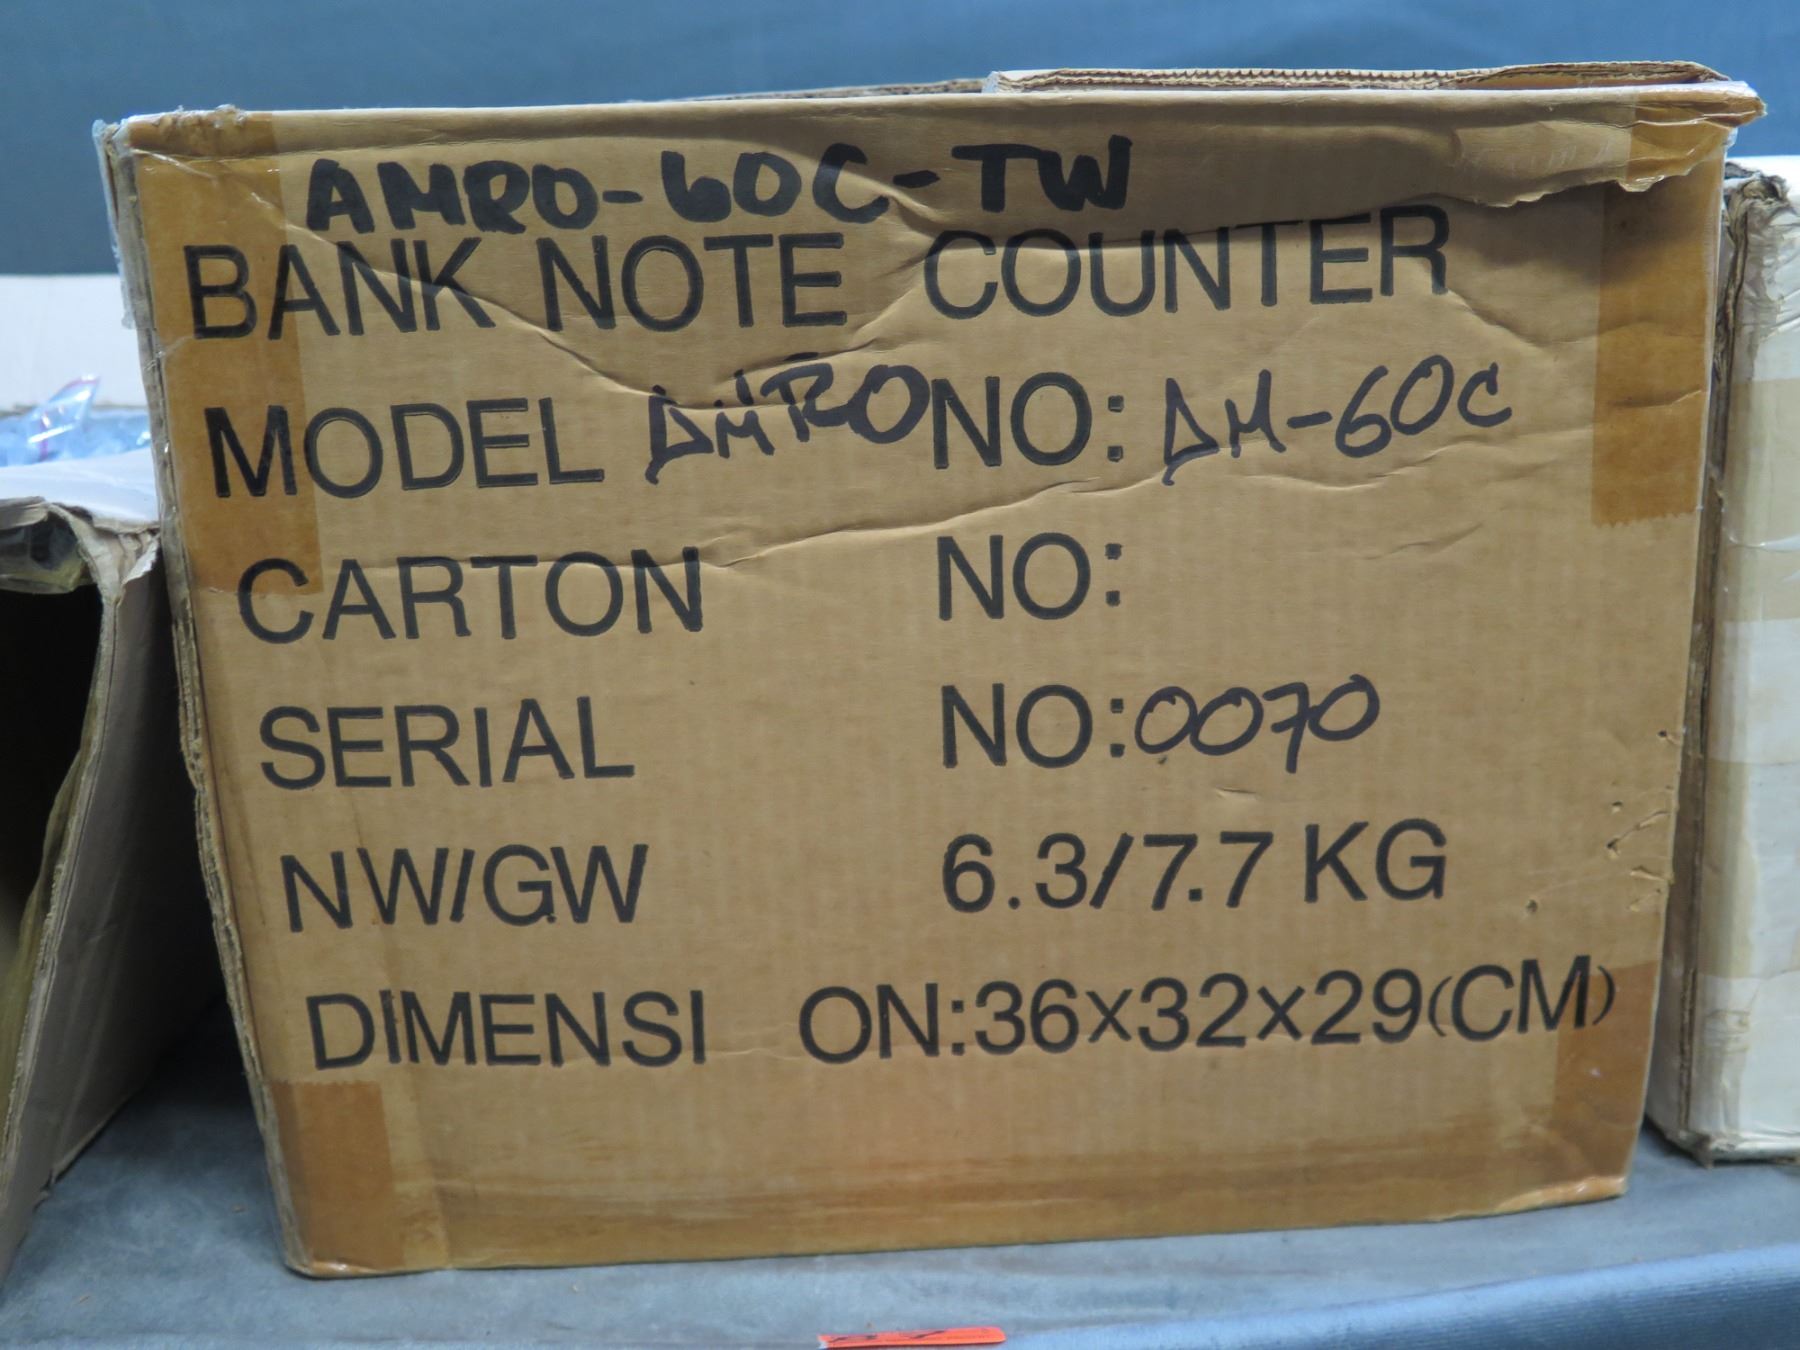 AMRO-60C-TW
BANK NOTE COUNTER
MODEL AMRO NO: AM-60C
CARTON NO:
SERIAL NO: 0070
NW/GW 6.3/7.7 KG
DIMENSI ON:36x32x29(CM)